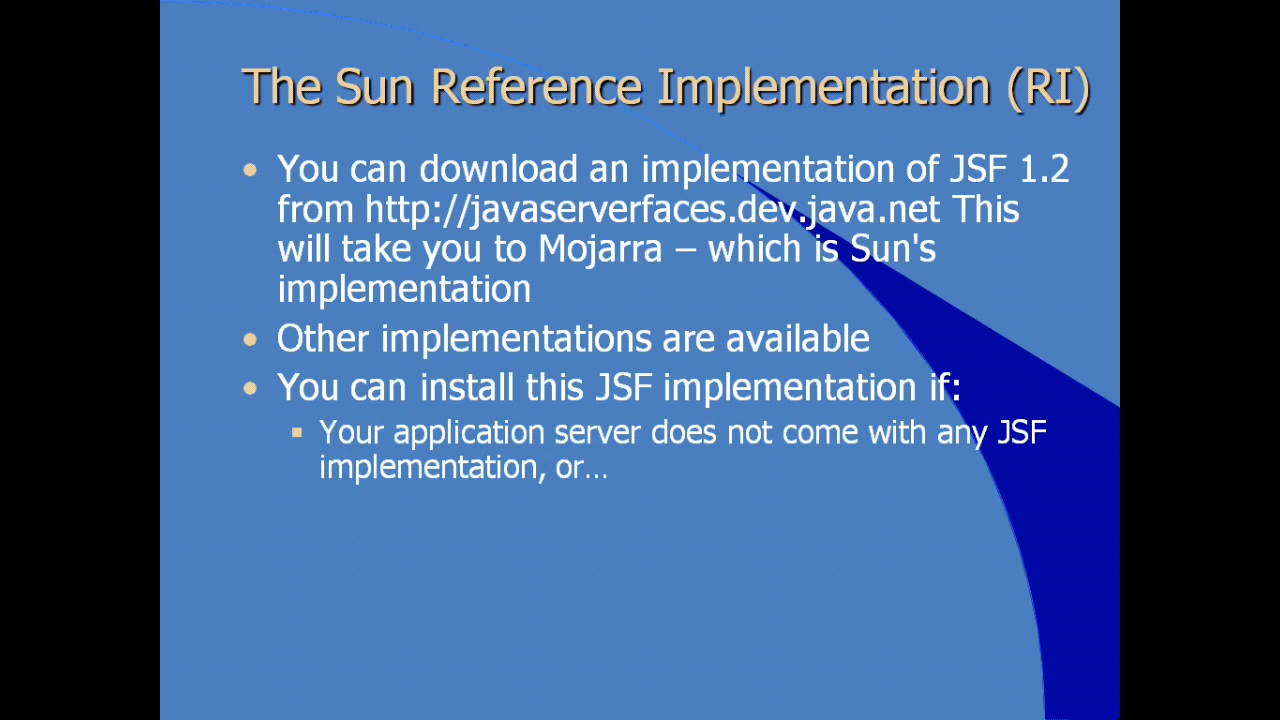 The Sun Reference Implementation (RI)
• You can download an implementation of JSF 1.2
from http://javaserverfaces.dev.java.net This
will take you to Mojarra – which is Sun's
implementation
• Other implementations are available
• You can install this JSF implementation if:
▪ Your application server does not come with any JSF
implementation, or…